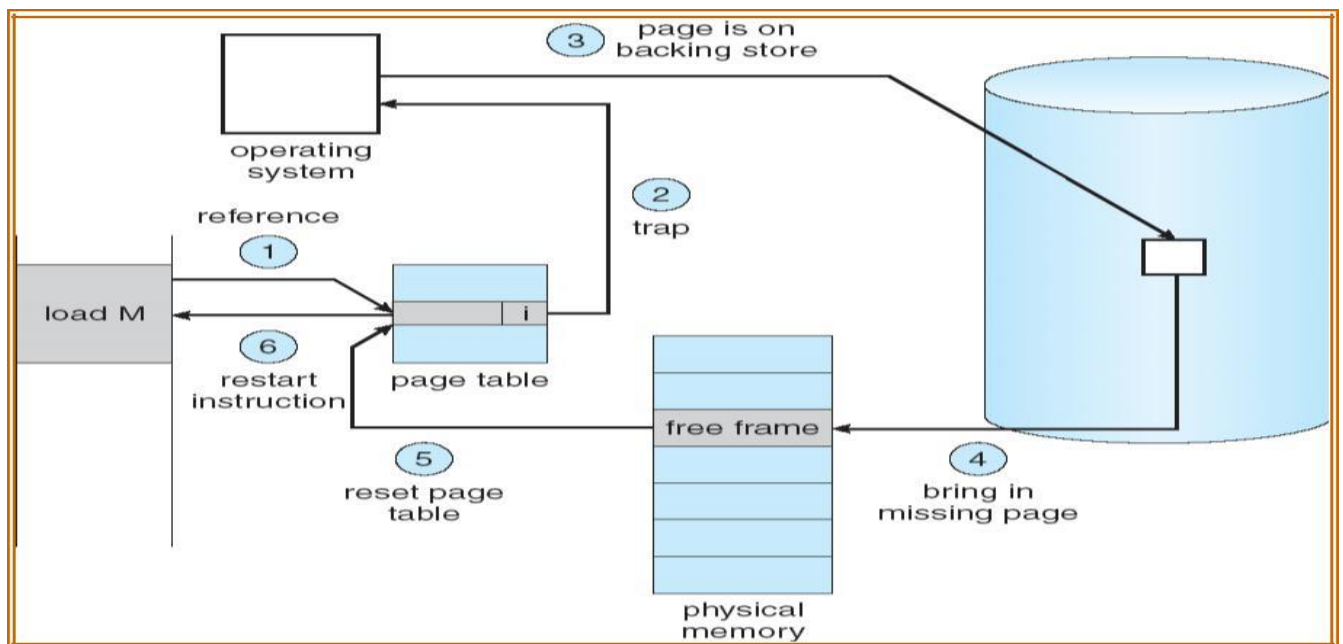 3
page is on
backing store
operating
system
reference
1
2
trap
load M
i
6
restart
instruction
page table
free frame
5
reset page
table
4
bring in
missing page
physical
memory